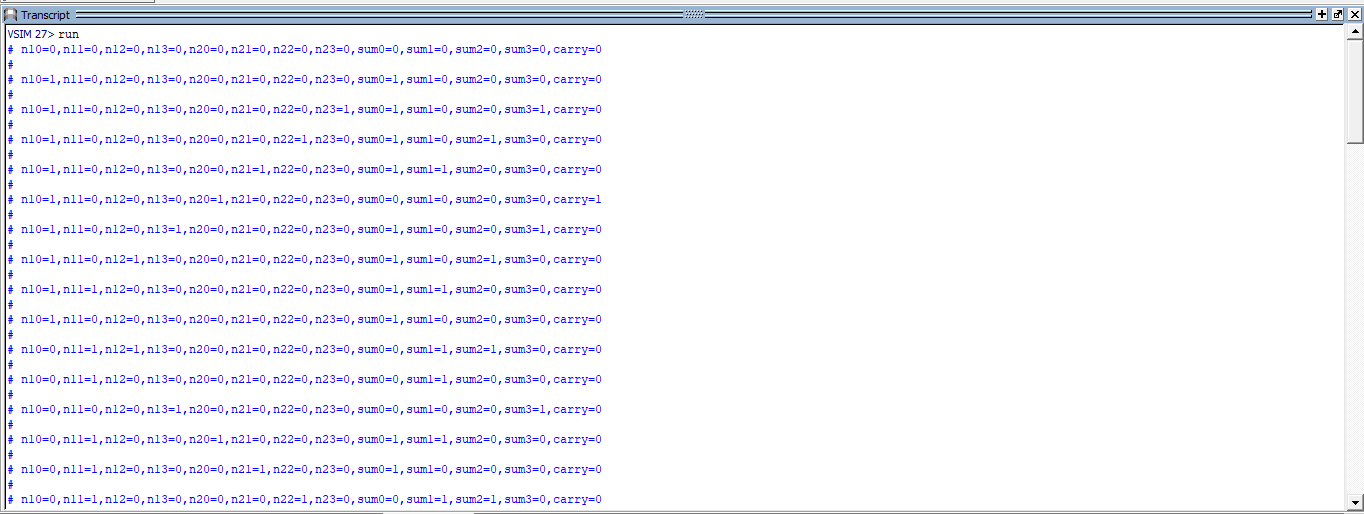 Transcript
VSIM 27> run
# n10=0,n11=0,n12=0,n13=0,n20=0,n21=0,n22=0,n23=0,sum0=0,sum1=0,sum2=0,sum3=0,carry=0
#
# n10=1,n11=0,n12=0,n13=0,n20=0,n21=0,n22=0,n23=0,sum0=1,sum1=0,sum2=0,sum3=0,carry=0
#
# n10=1,n11=0,n12=0,n13=0,n20=0,n21=0,n22=0,n23=1,sum0=1,sum1=0,sum2=0,sum3=1,carry=0
#
# n10=1,n11=0,n12=0,n13=0,n20=0,n21=0,n22=1,n23=0,sum0=1,sum1=0,sum2=1,sum3=0,carry=0
#
# n10=1,n11=0,n12=0,n13=0,n20=0,n21=1,n22=0,n23=0,sum0=1,sum1=1,sum2=0,sum3=0,carry=0
#
# n10=1,n11=0,n12=0,n13=0,n20=1,n21=0,n22=0,n23=0,sum0=0,sum1=0,sum2=0,sum3=0,carry=1
#
# n10=1,n11=0,n12=0,n13=1,n20=0,n21=0,n22=0,n23=0,sum0=1,sum1=0,sum2=0,sum3=1,carry=0
#
# n10=1,n11=0,n12=1,n13=0,n20=0,n21=0,n22=0,n23=0,sum0=1,sum1=0,sum2=1,sum3=0,carry=0
#
# n10=1,n11=1,n12=0,n13=0,n20=0,n21=0,n22=0,n23=0,sum0=1,sum1=1,sum2=0,sum3=0,carry=0
#
# n10=1,n11=0,n12=0,n13=0,n20=0,n21=0,n22=0,n23=0,sum0=1,sum1=0,sum2=0,sum3=0,carry=0
#
# n10=0,n11=1,n12=1,n13=0,n20=0,n21=0,n22=0,n23=0,sum0=0,sum1=1,sum2=1,sum3=0,carry=0
#
# n10=0,n11=1,n12=0,n13=0,n20=0,n21=0,n22=0,n23=0,sum0=0,sum1=1,sum2=0,sum3=0,carry=0
#
# n10=0,n11=0,n12=0,n13=1,n20=0,n21=0,n22=0,n23=0,sum0=0,sum1=0,sum2=0,sum3=1,carry=0
#
# n10=0,n11=1,n12=0,n13=0,n20=1,n21=0,n22=0,n23=0,sum0=1,sum1=1,sum2=0,sum3=0,carry=0
#
# n10=0,n11=1,n12=0,n13=0,n20=0,n21=1,n22=0,n23=0,sum0=1,sum1=0,sum2=0,sum3=0,carry=0
#
# n10=0,n11=1,n12=0,n13=0,n20=0,n21=0,n22=1,n23=0,sum0=0,sum1=1,sum2=1,sum3=0,carry=0